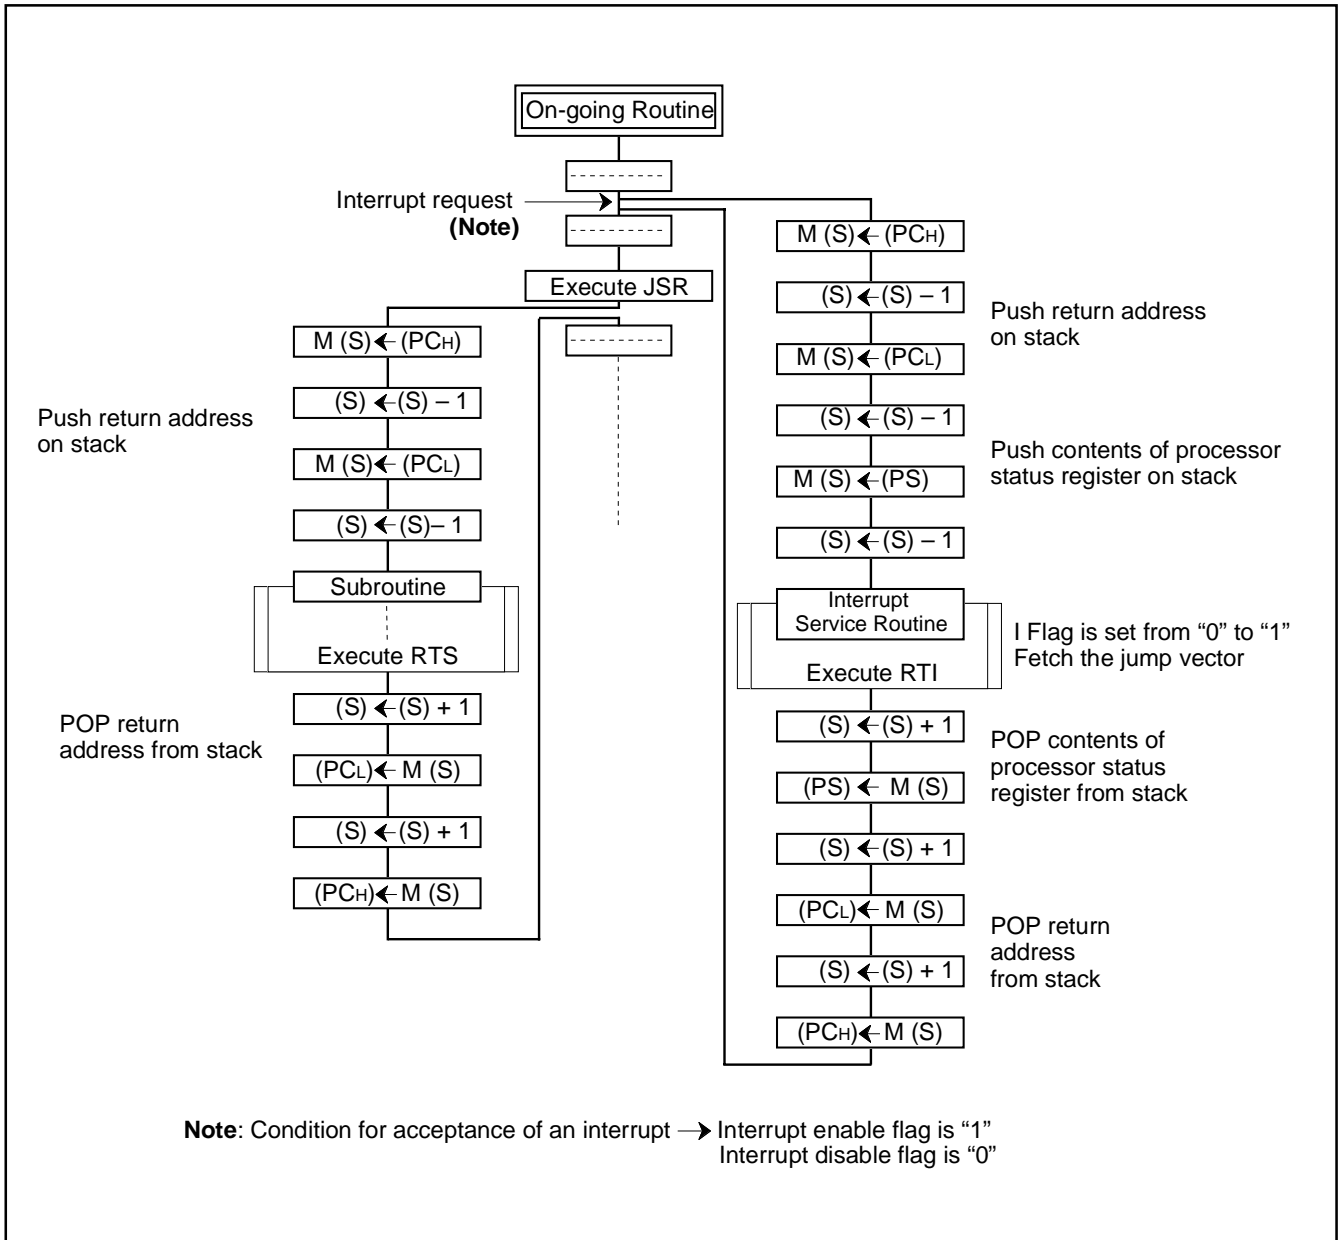 On-going Routine
Interrupt request
(Note)
Execute JSR
M (S) ← (PCH)
(S) ← (S) – 1
M (S) ← (PCL)
(S) ← (S)– 1
Push return address
on stack
Subroutine
Execute RTS
(S) ← (S) + 1
(PCL) ← M (S)
(S) ← (S) + 1
(PCH) ← M (S)
POP return
address from stack
M (S) ← (PCH)
(S) ← (S) – 1
M (S) ← (PCL)
(S) ← (S) – 1
M (S) ← (PS)
(S) ← (S) – 1
Push return address
on stack
Push contents of processor
status register on stack
Interrupt
Service Routine
Execute RTI
I Flag is set from “0” to “1”
Fetch the jump vector
(S) ← (S) + 1
(PS) ← M (S)
(S) ← (S) + 1
(PCL) ← M (S)
(S) ← (S) + 1
(PCH) ← M (S)
POP contents of
processor status
register from stack
POP return
address
from stack
Note: Condition for acceptance of an interrupt → Interrupt enable flag is “1”
Interrupt disable flag is “0”